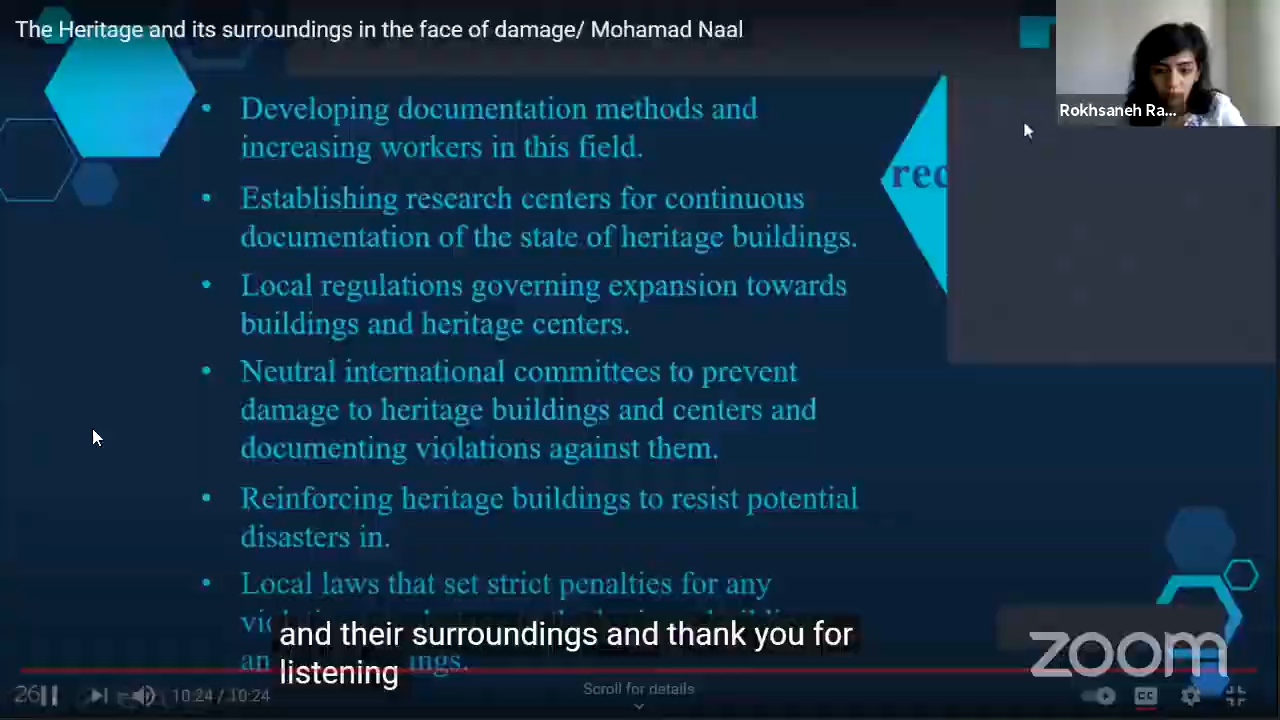 The Heritage and its surroundings in the face of damage/ Mohamad Naal
Rokhsaneh Ra...
• Developing documentation methods and
increasing workers in this field.
rec
• Establishing research centers for continuous
documentation of the state of heritage buildings.
• Local regulations governing expansion towards
buildings and heritage centers.
• Neutral international committees to prevent
damage to heritage buildings and centers and
documenting violations against them.
• Reinforcing heritage buildings to resist potential
disasters in.
• Local laws that set strict penalties for any
and their surroundings and thank you for
listening
zoom
26
10:24 / 10:24
Scroll for details
CC